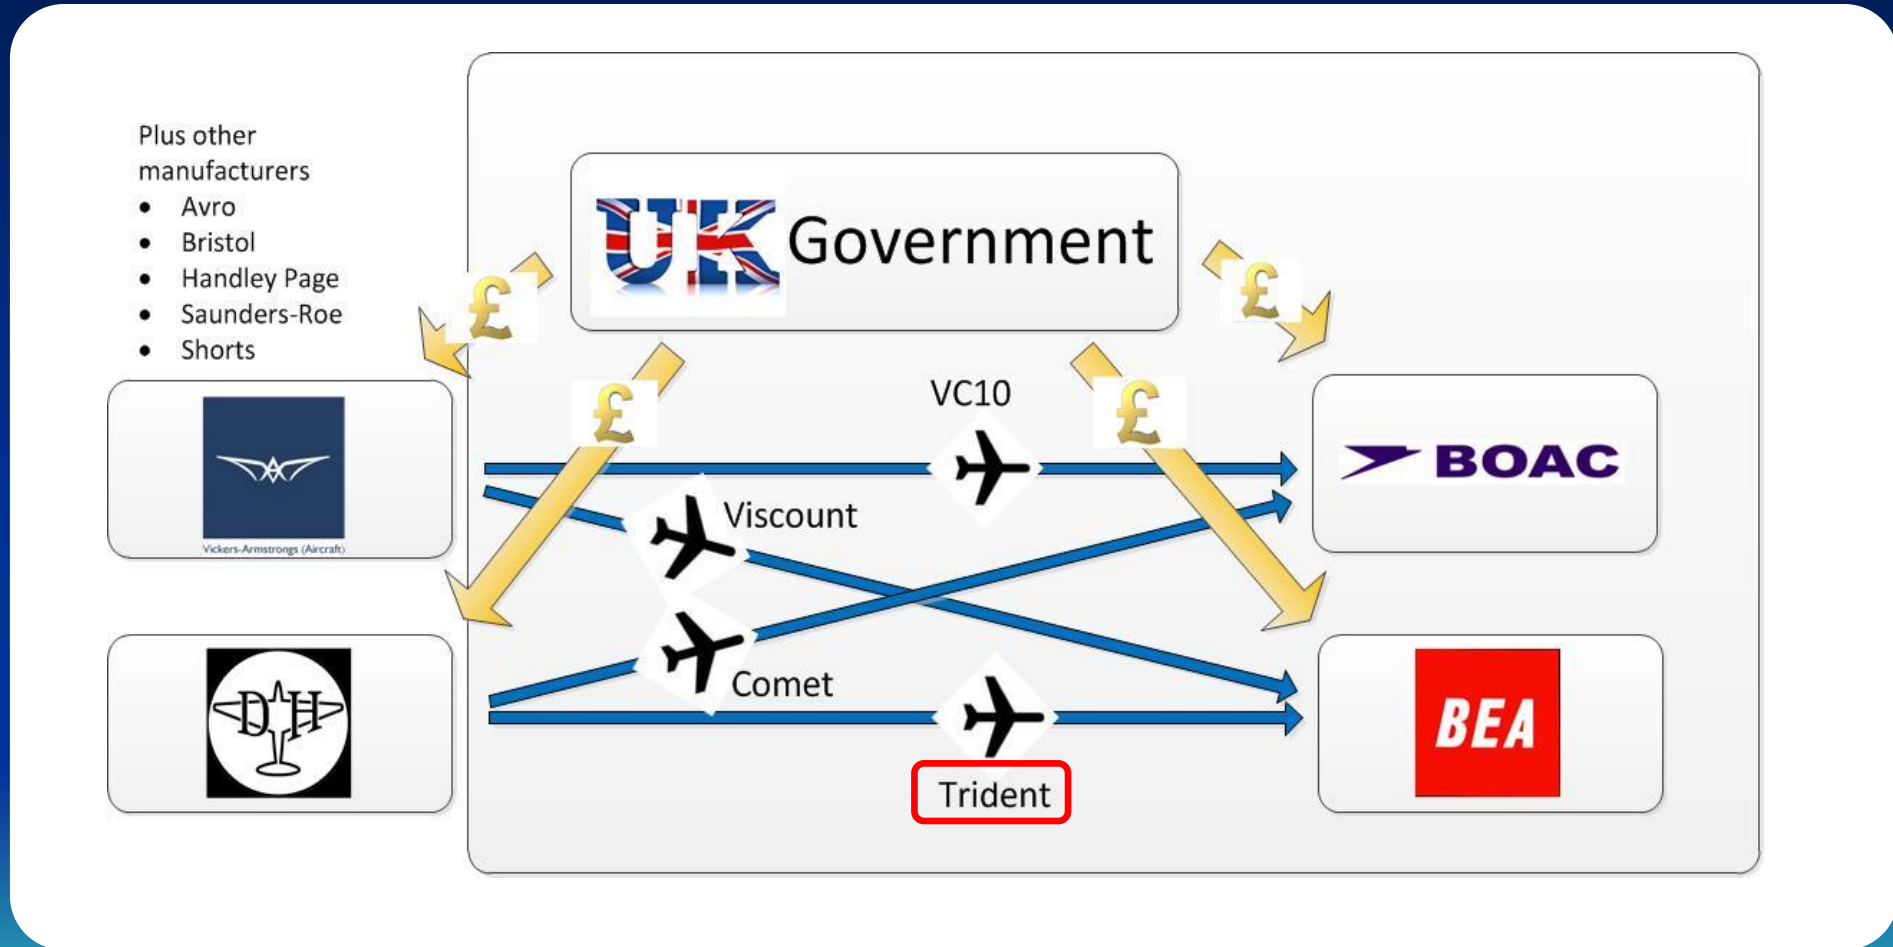 Plus other
manufacturers
• Avro
• Bristol
• Handley Page
• Saunders-Roe
• Shorts
UK Government
£
£
£
£
VC10
Viscount
Comet
Trident
Vickers-Armstrongs (Aircraft)
DH
BOAC
BEA